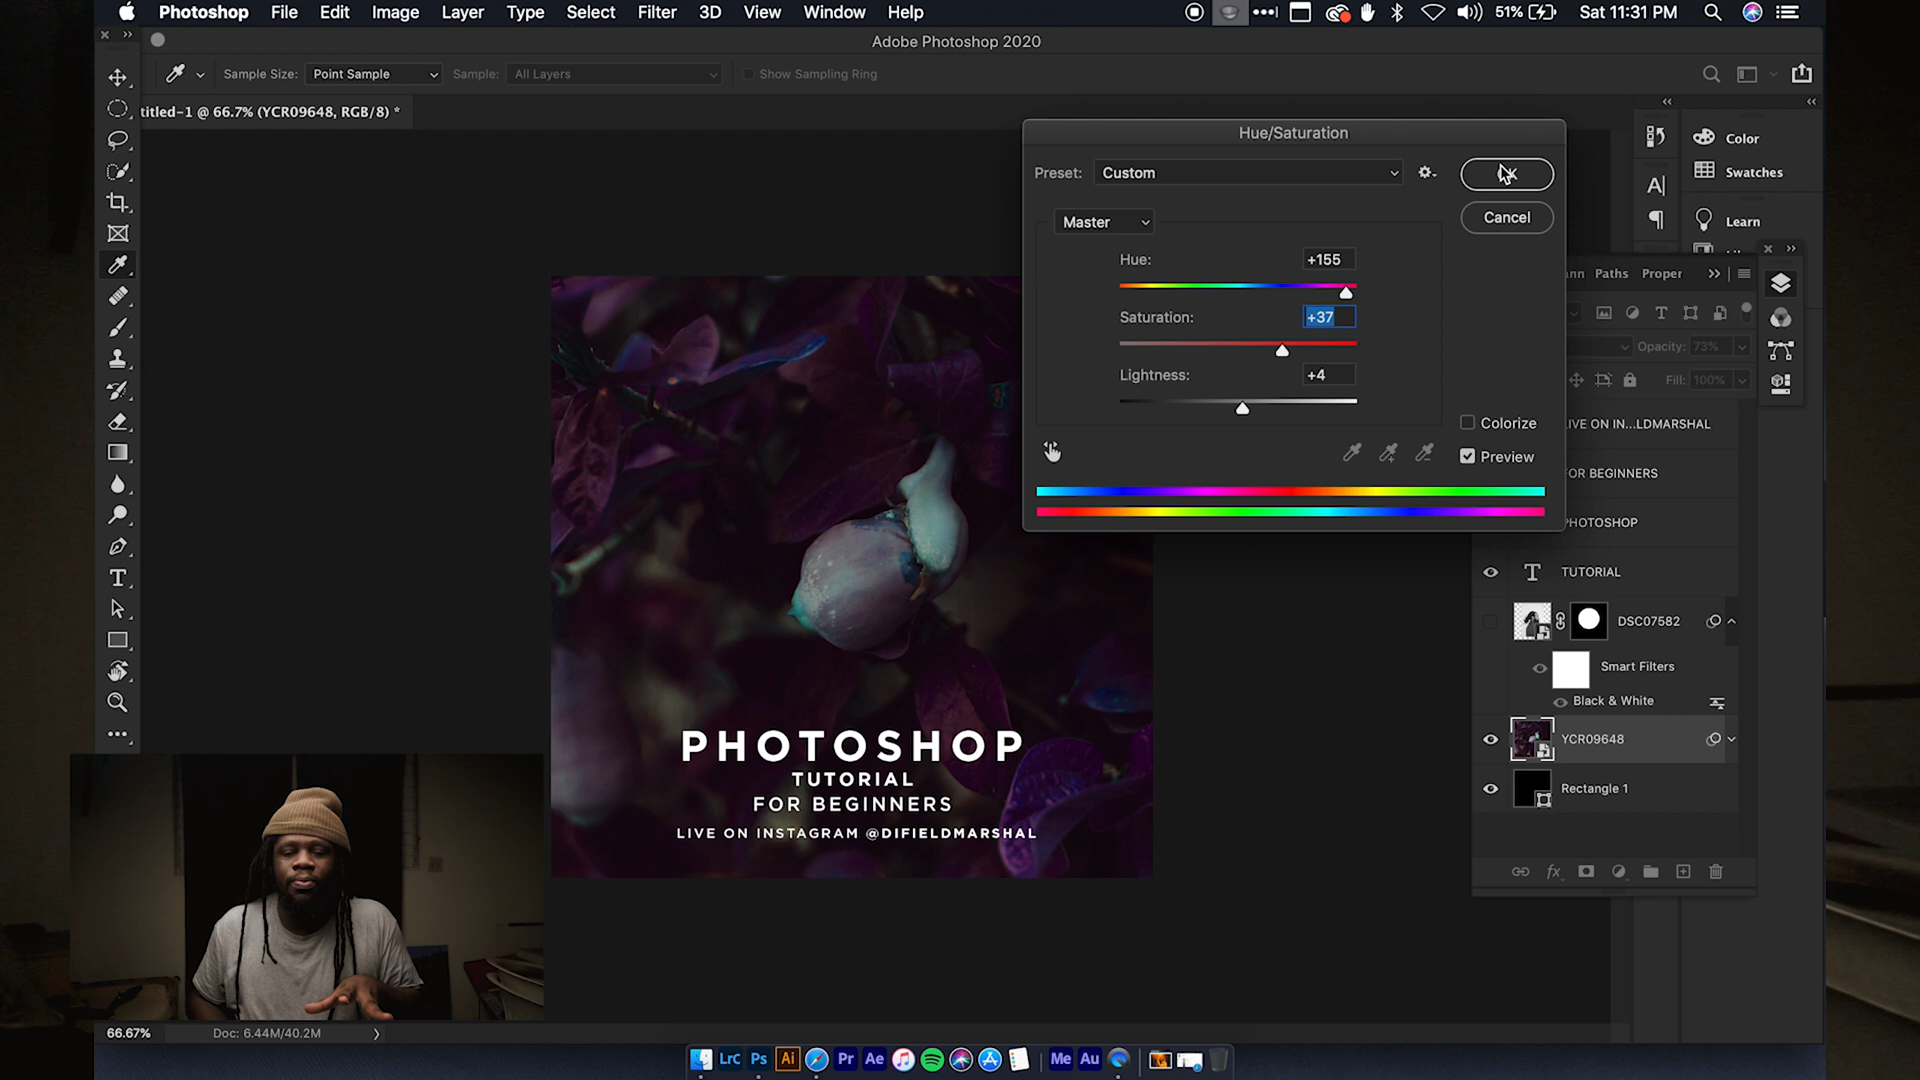 Photoshop File Edit Image Layer Type Select Filter 3D View Window Help
51% Sat 11:31 PM
Adobe Photoshop 2020
Sample Size: Point Sample Sample: All Layers Show Sampling Ring
titled-1 @ 66.7% (YCR09648, RGB/8) *
Hue/Saturation
Preset: Custom
Cancel
Master
Hue: +155
Saturation: +37
Lightness: +4
Colorize
Preview
Color
Swatches
Learn
Paths Proper
Opacity: 73%
Fill: 100%
LIVE ON IN...LDMARSHAL
FOR BEGINNERS
PHOTOSHOP
TUTORIAL
DSC07582
Smart Filters
Black & White
YCR09648
Rectangle 1
PHOTOSHOP
TUTORIAL
FOR BEGINNERS
LIVE ON INSTAGRAM @DIFIELDMARSHAL
66.67% Doc: 6.44M/40.2M
LrC Ps Ai Pr Ae Me Au